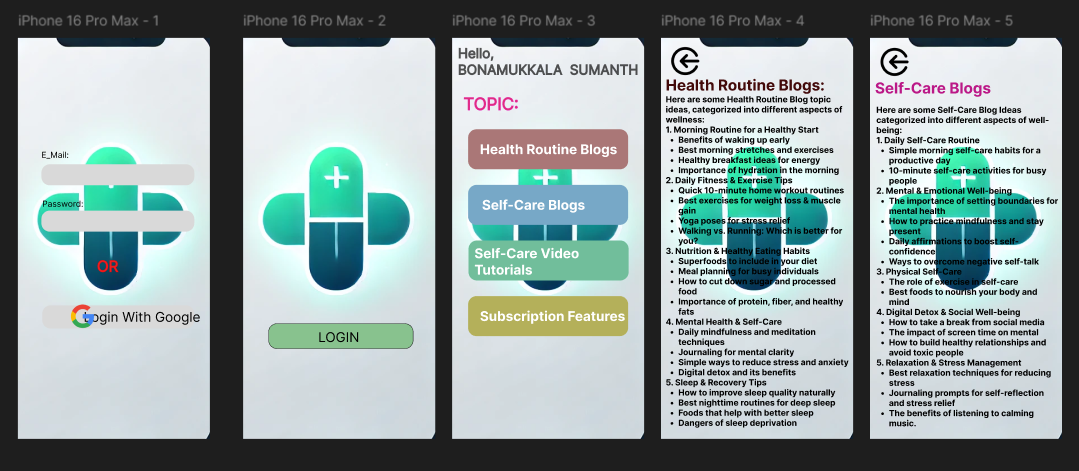 iPhone 16 Pro Max - 1
E_Mail:
Password:
OR
Login With Google
iPhone 16 Pro Max - 2
LOGIN
iPhone 16 Pro Max - 3
Hello,
BONAMUKKALA SUMANTH
TOPIC:
Health Routine Blogs
Self-Care Blogs
Self-Care Video
Tutorials
Subscription Features
iPhone 16 Pro Max - 4
Health Routine Blogs:
Here are some Health Routine Blog topic
ideas, categorized into different aspects of
wellness:
1. Morning Routine for a Healthy Start
• Benefits of waking up early
• Best morning stretches and exercises
• Healthy breakfast ideas for energy
• Importance of hydration in the morning
2. Daily Fitness & Exercise Tips
• Quick 10-minute home workout routines
• Best exercises for weight loss & muscle
gain
• Yoga poses for stress relief
• Walking vs. Running: Which is better for
you?
3. Nutrition & Healthy Eating Habits
• Superfoods to include in your diet
• Meal planning for busy individuals
• How to cut down sugar and processed
food
• Importance of protein, fiber, and healthy
fats
4. Mental Health & Self-Care
• Daily mindfulness and meditation
techniques
• Journaling for mental clarity
• Simple ways to reduce stress and anxiety
• Digital detox and its benefits
5. Sleep & Recovery Tips
• How to improve sleep quality naturally
• Best nighttime routines for deep sleep
• Foods that help with better sleep
• Dangers of sleep deprivation
iPhone 16 Pro Max - 5
Self-Care Blogs
Here are some Self-Care Blog Ideas
categorized into different aspects of well-
being:
1. Daily Self-Care Routine
• Simple morning self-care habits for a
productive day
• 10-minute self-care activities for busy
people
2. Mental & Emotional Well-being
• The importance of setting boundaries for
mental health
• How to practice mindfulness and stay
present
• Daily affirmations to boost self-
confidence
• Ways to overcome negative self-talk
3. Physical Self-Care
• The role of exercise in self-care
• Best foods to nourish your body and
mind
4. Digital Detox & Social Well-being
• How to take a break from social media
• The impact of screen time on mental
• How to build healthy relationships and
avoid toxic people
5. Relaxation & Stress Management
• Best relaxation techniques for reducing
stress
• Journaling prompts for self-reflection
and stress relief
• The benefits of listening to calming
music.